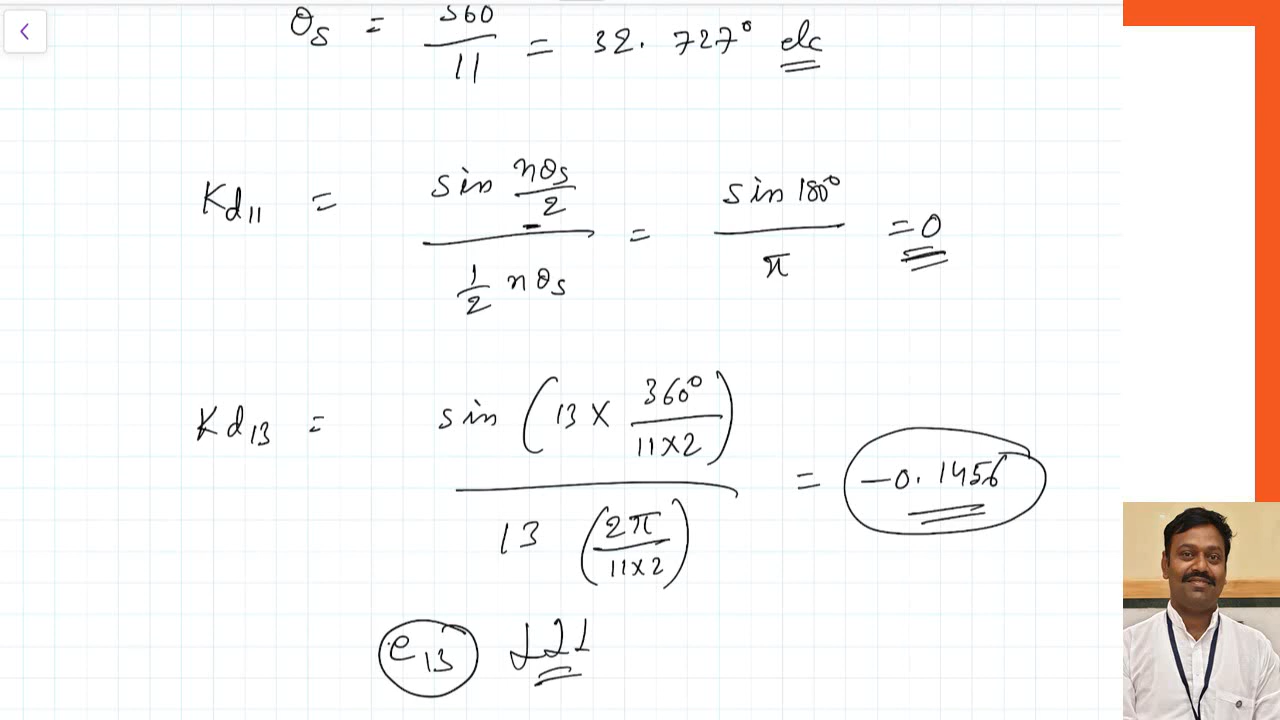 θs = 360/11 = 32.727° elc
Kd11 = (sin nθs/2)/(1/2 nθs) = sin 180°/π = 0
Kd13 = sin (13 × 360°/(11×2)) / (13 (2π/(11×2))) = -0.1456
e13